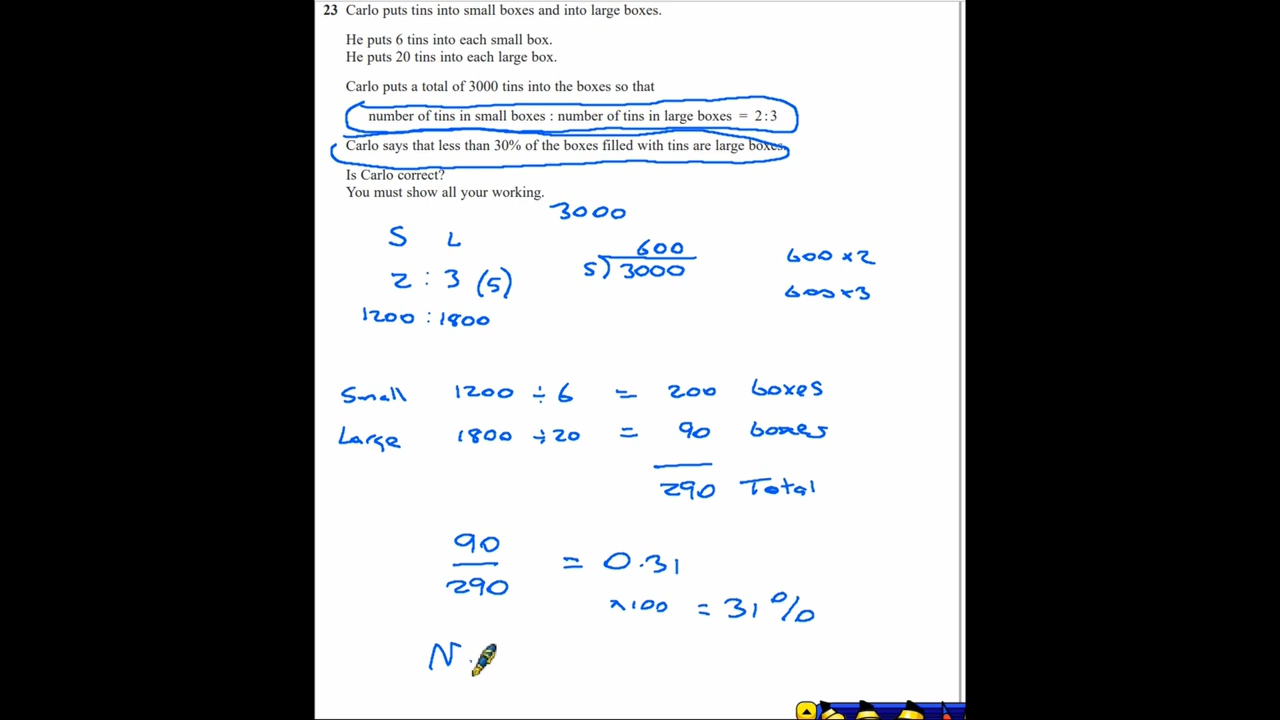 23 Carlo puts tins into small boxes and into large boxes.
He puts 6 tins into each small box.
He puts 20 tins into each large box.
Carlo puts a total of 3000 tins into the boxes so that
number of tins in small boxes : number of tins in large boxes = 2:3
Carlo says that less than 30% of the boxes filled with tins are large boxes.
Is Carlo correct?
You must show all your working.
3000
S L
600
5)3000
600 × 2
2 : 3 (5)
600 × 3
1200 : 1800
Small 1200 ÷ 6 = 200 boxes
Large 1800 ÷ 20 = 90 boxes
290 Total
90
290
= 0.31
×100 = 31%
N